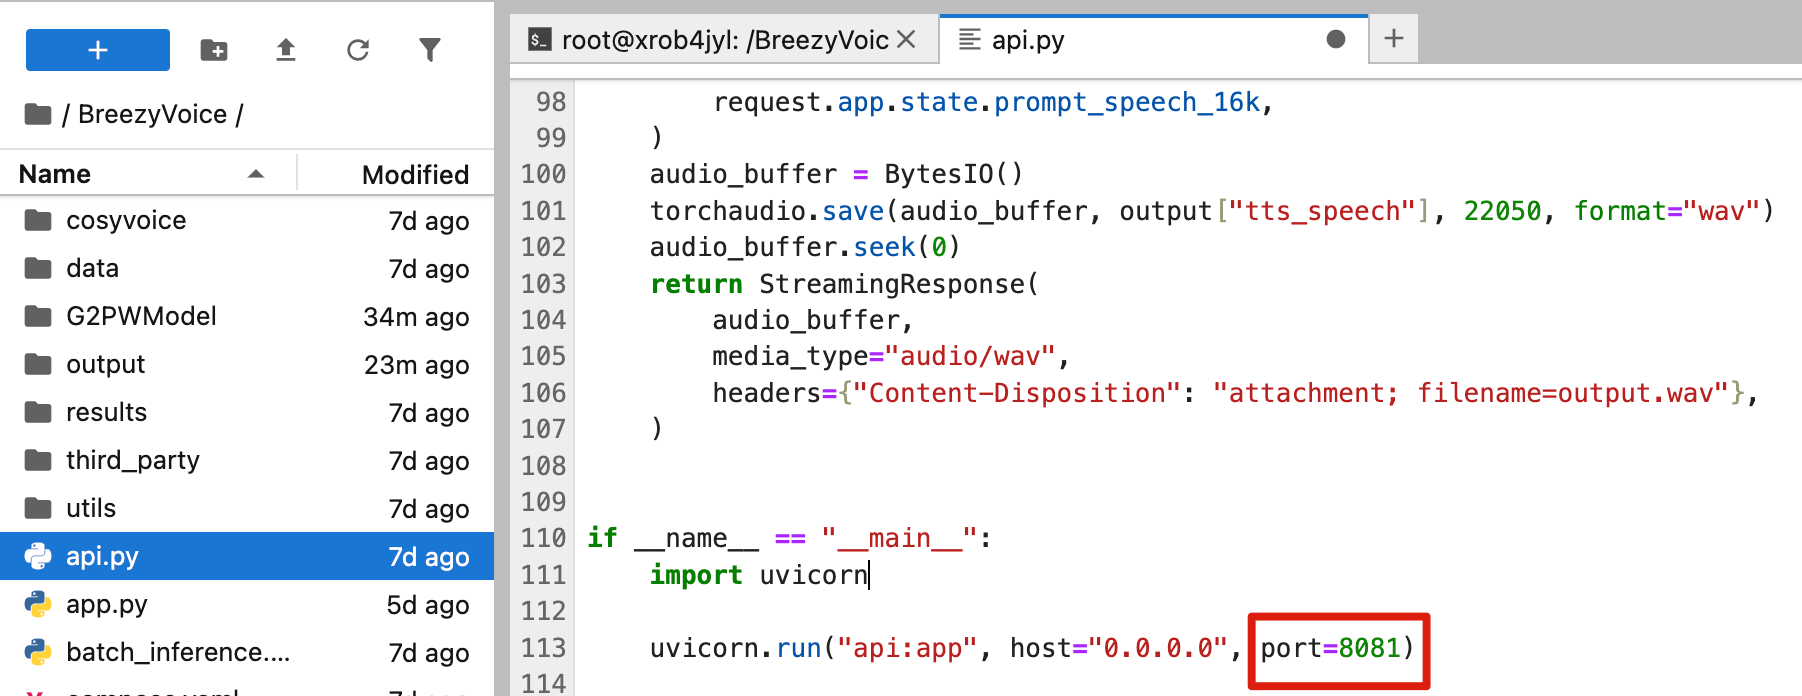 +
/ BreezyVoice /
Name Modified
cosyvoice 7d ago
data 7d ago
G2PWModel 34m ago
output 23m ago
results 7d ago
third_party 7d ago
utils 7d ago
api.py 7d ago
app.py 5d ago
batch_inference.... 7d ago
compose.yaml 7d ago
$_ root@xrob4jyl: /BreezyVoic
api.py
+
98 request.app.state.prompt_speech_16k,
99 )
100 audio_buffer = BytesIO()
101 torchaudio.save(audio_buffer, output["tts_speech"], 22050, format="wav")
102 audio_buffer.seek(0)
103 return StreamingResponse(
104 audio_buffer,
105 media_type="audio/wav",
106 headers={"Content-Disposition": "attachment; filename=output.wav"},
107 )
108
109
110 if __name__ == "__main__":
111 import uvicorn
112
113 uvicorn.run("api:app", host="0.0.0.0", port=8081)
114